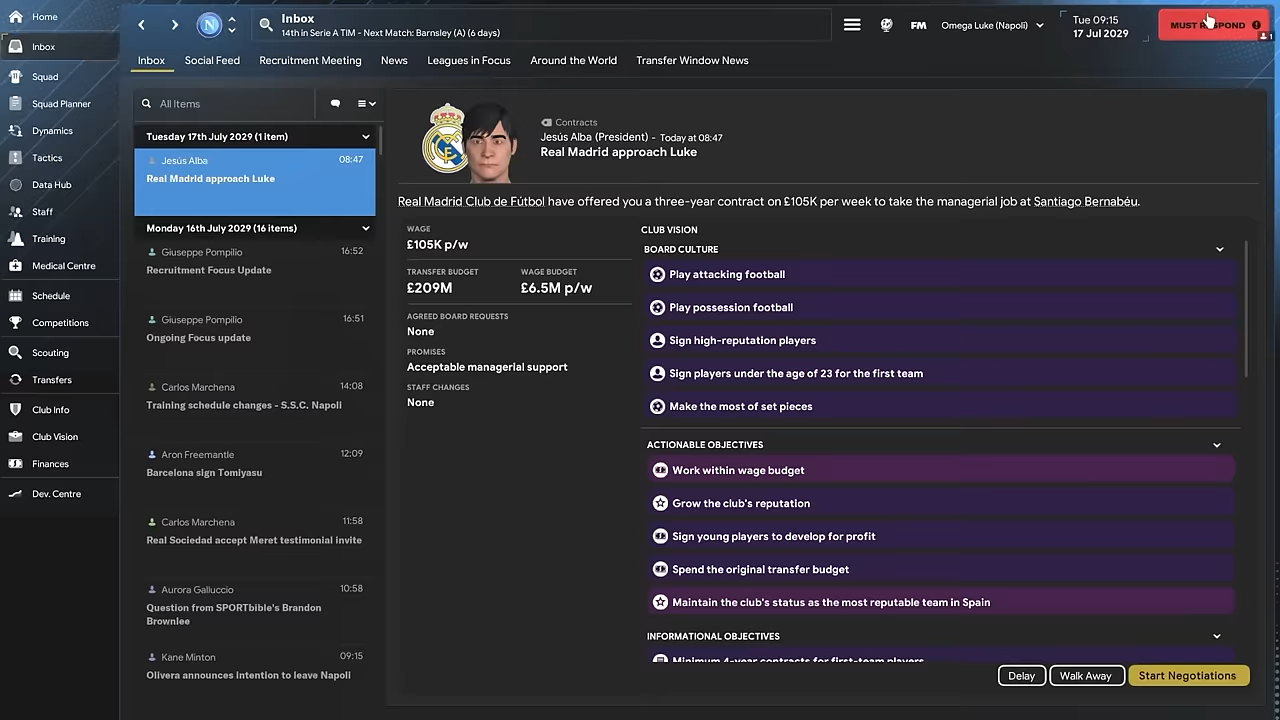 Home
Inbox
Squad
Squad Planner
Dynamics
Tactics
Data Hub
Staff
Training
Medical Centre
Schedule
Competitions
Scouting
Transfers
Club Info
Club Vision
Finances
Dev. Centre
N
Inbox
14th in Serie A TIM - Next Match: Barnsley (A) (6 days)
FM
Omega Luke (Napoli)
Tue 09:15
17 Jul 2029
MUST RESPOND
1
Inbox
Social Feed
Recruitment Meeting
News
Leagues in Focus
Around the World
Transfer Window News
All Items
Tuesday 17th July 2029 (1 item)
Jesús Alba 08:47
Real Madrid approach Luke
Monday 16th July 2029 (16 items)
Giuseppe Pompilio 16:52
Recruitment Focus Update
Giuseppe Pompilio 16:51
Ongoing Focus update
Carlos Marchena 14:08
Training schedule changes - S.S.C. Napoli
Aron Freemantle 12:09
Barcelona sign Tomiyasu
Carlos Marchena 11:58
Real Sociedad accept Meret testimonial invite
Aurora Galluccio 10:58
Question from SPORTbible's Brandon
Brownlee
Kane Minton 09:15
Olivera announces intention to leave Napoli
Contracts
Jesús Alba (President) - Today at 08:47
Real Madrid approach Luke
Real Madrid Club de Fútbol have offered you a three-year contract on £105K per week to take the managerial job at Santiago Bernabéu.
WAGE
£105K p/w
TRANSFER BUDGET
£209M
WAGE BUDGET
£6.5M p/w
AGREED BOARD REQUESTS
None
PROMISES
Acceptable managerial support
STAFF CHANGES
None
CLUB VISION
BOARD CULTURE
Play attacking football
Play possession football
Sign high-reputation players
Sign players under the age of 23 for the first team
Make the most of set pieces
ACTIONABLE OBJECTIVES
Work within wage budget
Grow the club's reputation
Sign young players to develop for profit
Spend the original transfer budget
Maintain the club's status as the most reputable team in Spain
INFORMATIONAL OBJECTIVES
Minimum 4-year contracts for first-team players
Delay
Walk Away
Start Negotiations